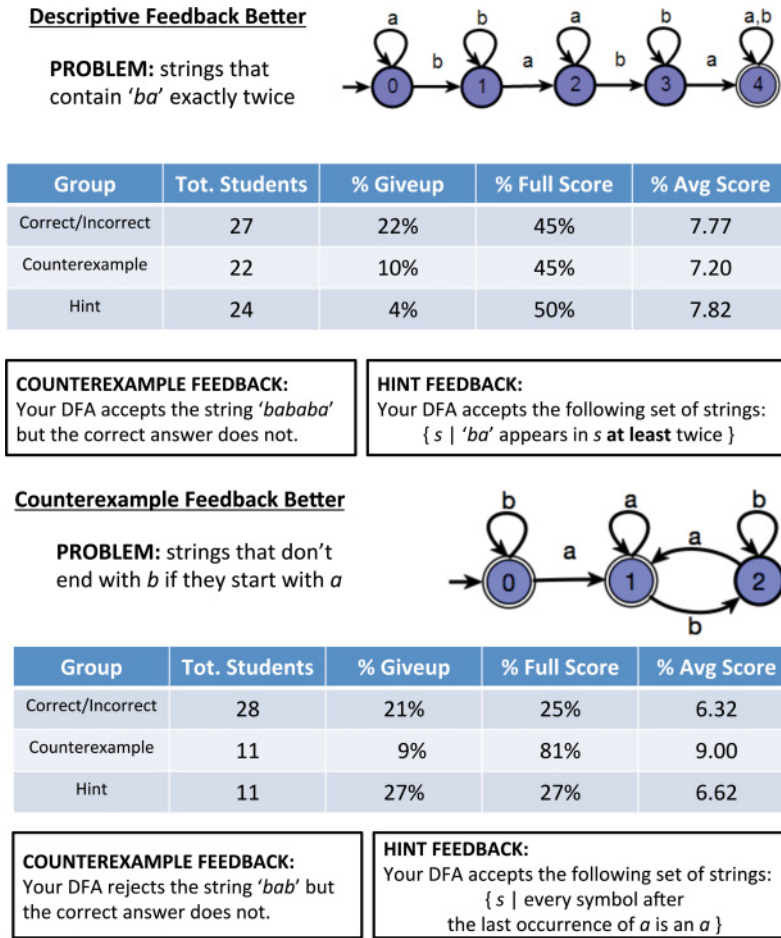 Descriptive Feedback Better
PROBLEM: strings that
contain ‘ba’ exactly twice
a b a b a,b
b a b a
0 1 2 3 4
Group Tot. Students % Giveup % Full Score % Avg Score
Correct/Incorrect 27 22% 45% 7.77
Counterexample 22 10% 45% 7.20
Hint 24 4% 50% 7.82
COUNTEREXAMPLE FEEDBACK:
Your DFA accepts the string ‘bababa’
but the correct answer does not.
HINT FEEDBACK:
Your DFA accepts the following set of strings:
{ s | ‘ba’ appears in s at least twice }
Counterexample Feedback Better
PROBLEM: strings that don’t
end with b if they start with a
b a b
a a
0 1 2
b
Group Tot. Students % Giveup % Full Score % Avg Score
Correct/Incorrect 28 21% 25% 6.32
Counterexample 11 9% 81% 9.00
Hint 11 27% 27% 6.62
COUNTEREXAMPLE FEEDBACK:
Your DFA rejects the string ‘bab’ but
the correct answer does not.
HINT FEEDBACK:
Your DFA accepts the following set of strings:
{ s | every symbol after
the last occurrence of a is an a }